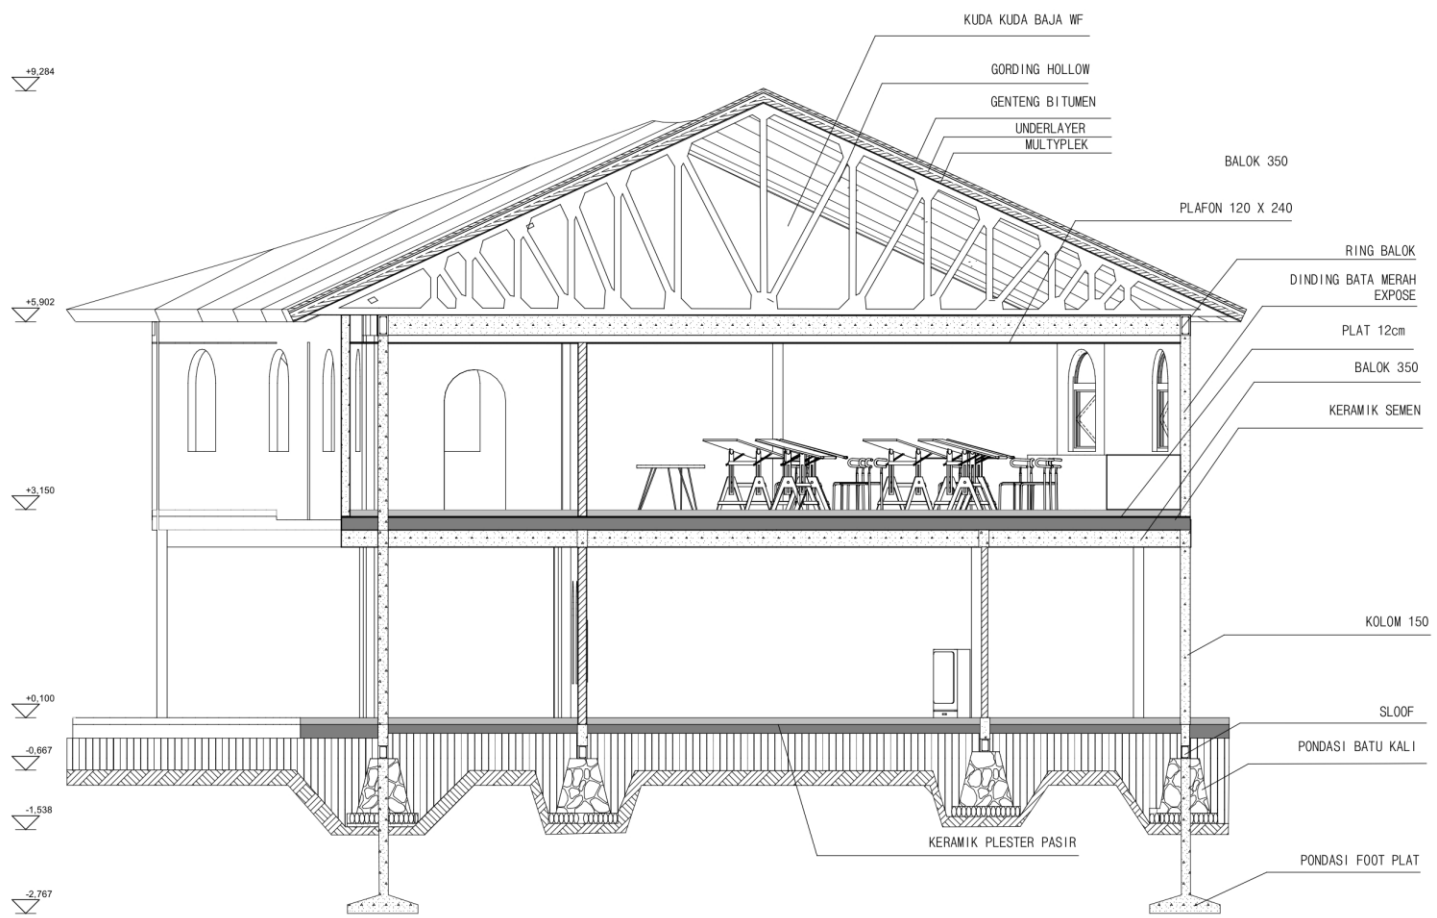 KUDA KUDA BAJA WF
+9,284
GORDING HOLLOW
GENTENG BITUMEN
UNDERLAYER
MULTYPLEK
BALOK 350
PLAFON 120 X 240
RING BALOK
DINDING BATA MERAH
EXPOSE
+5,902
PLAT 12cm
BALOK 350
KERAMIK SEMEN
+3,150
KOLOM 150
+0,100
SLOOF
PONDASI BATU KALI
-0,667
-1,538
KERAMIK PLESTER PASIR
PONDASI FOOT PLAT
-2,767